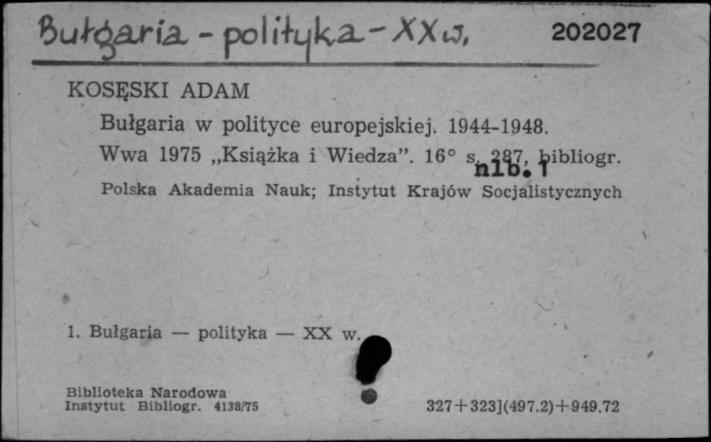 Bułgaria - polityka - XX w. 202027
KOSĘSKI ADAM
Bułgaria w polityce europejskiej. 1944-1948.
Wwa 1975 „Książka i Wiedza”. 16° s. 287, bibliogr.
nlb. 1
Polska Akademia Nauk; Instytut Krajów Socjalistycznych
1. Bułgaria — polityka — XX w.
Biblioteka Narodowa
Instytut Bibliogr. 4138/75 327+323](497.2)+949.72